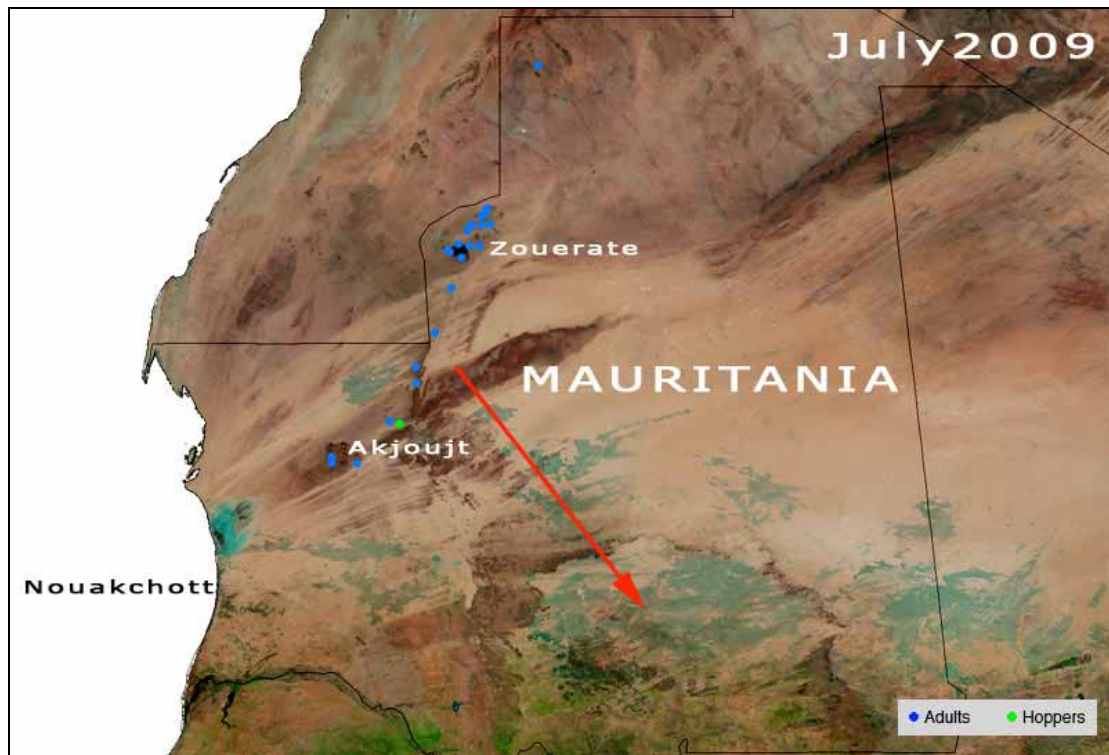 July2009
Zouerate
MAURITANIA
Akjoujt
Nouakchott
Adults Hoppers